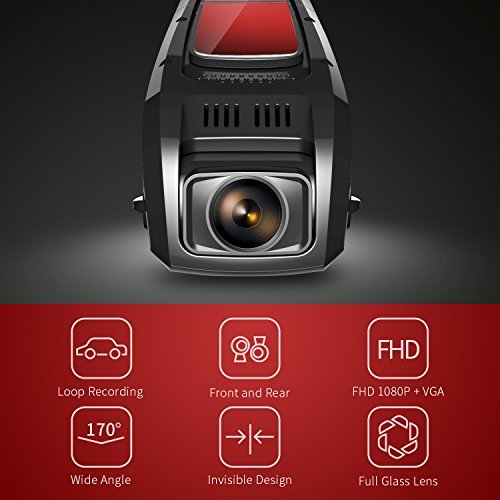 FHD
Loop Recording
Front and Rear
FHD 1080P + VGA
170°
Wide Angle
Invisible Design
Full Glass Lens